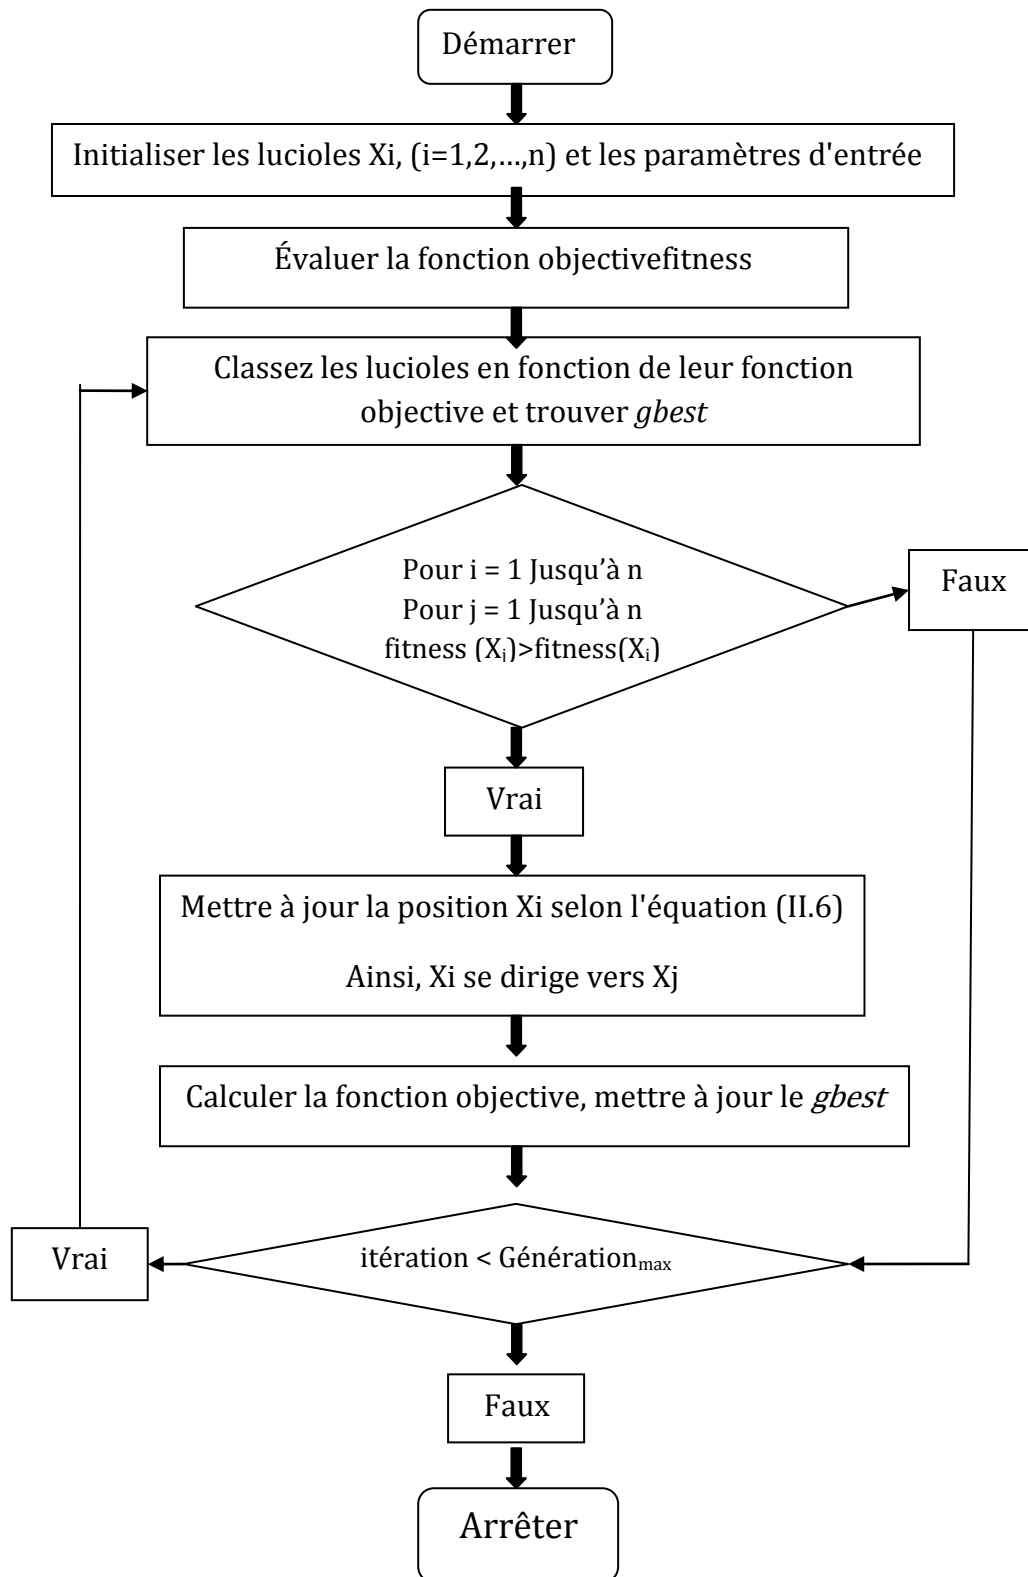 Démarrer
Initialiser les lucioles Xi, (i=1,2,...,n) et les paramètres d'entrée
Évaluer la fonction objectivefitness
Classez les lucioles en fonction de leur fonction
objective et trouver gbest
Pour i = 1 Jusqu’à n
Pour j = 1 Jusqu’à n
fitness (Xi)>fitness(Xi)
Faux
Vrai
Mettre à jour la position Xi selon l'équation (II.6)
Ainsi, Xi se dirige vers Xj
Calculer la fonction objective, mettre à jour le gbest
Vrai
itération < Générationmax
Faux
Arrêter